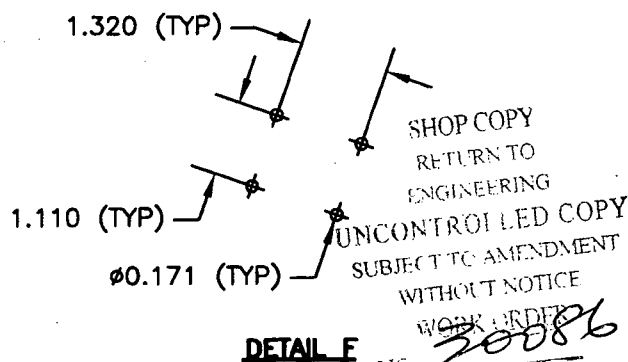 1.320 (TYP)
SHOP COPY
RETURN TO
ENGINEERING
1.110 (TYP)
UNCONTROLLED COPY
ø0.171 (TYP)
SUBJECT TO AMENDMENT
WITHOUT NOTICE
WORK ORDER
DETAIL F
30086